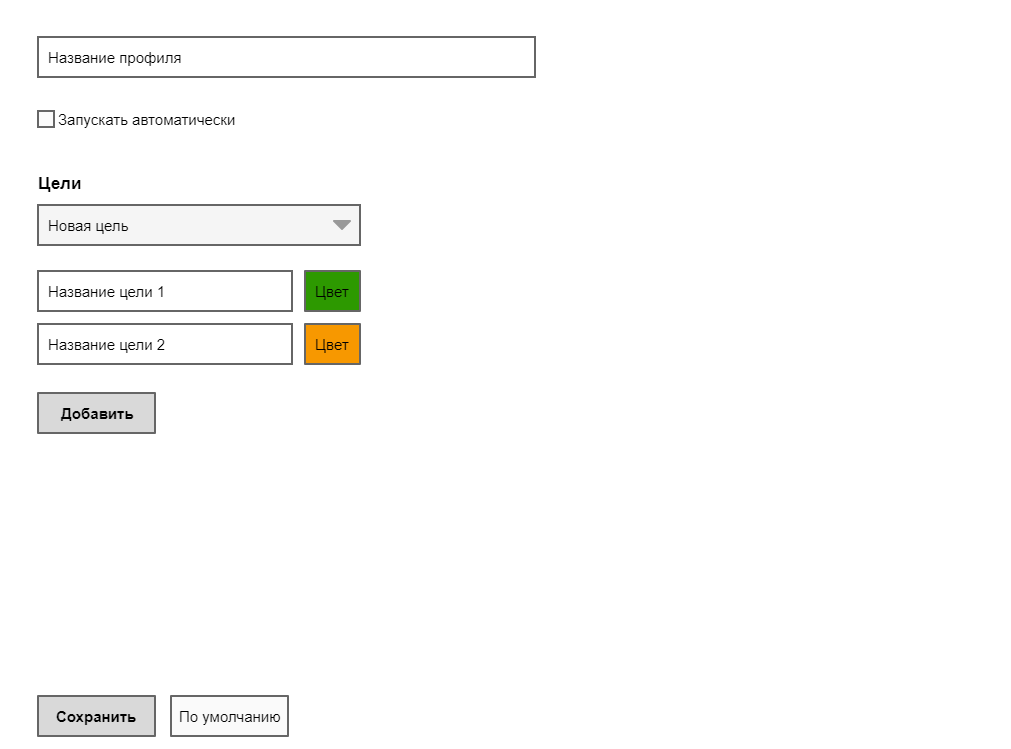 Название профиля
Запускать автоматически
Цели
Новая цель
Название цели 1
Цвет
Название цели 2
Цвет
Добавить
Сохранить
По умолчанию